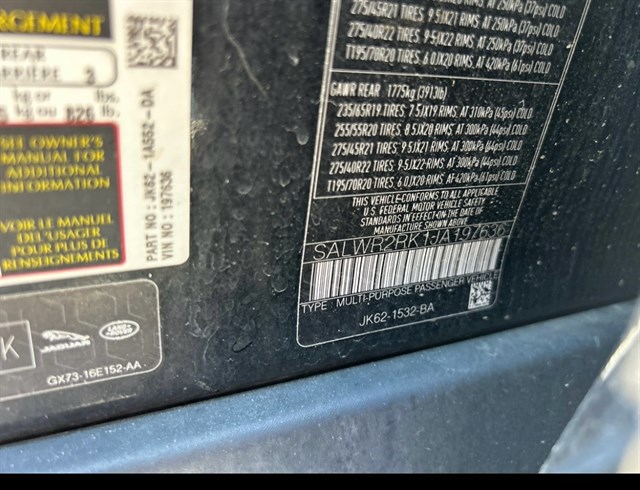 RGEMENT
REAR
ARRIÈRE 3
kg or lbs.
kg ou 826 lb.
SEE OWNER'S
MANUAL FOR
ADDITIONAL
INFORMATION
VOIR LE MANUEL
DE L'USAGER
POUR PLUS DE
PART NO : JK62 - 1A552 - DA
VIN NO : 197636
K
JAGUAR
LAND ROVER
GX73-16E152-AA
275/45R21 TIRES, 9.5JX21 RIMS, AT 250kPa (37psi) COLD
275/40R22 TIRES, 9.5JX22 RIMS, AT 250kPa (37psi) COLD
T195/70R20 TIRES, 6.0JX20 RIMS, AT 420kPa (61psi) COLD
GAWR REAR 1775kg (3913lb)
235/65R19 TIRES, 7.5JX19 RIMS, AT 310kPa (45psi) COLD,
255/55R20 TIRES, 8.5JX20 RIMS, AT 300kPa (44psi) COLD,
275/45R21 TIRES, 9.5JX21 RIMS, AT 300kPa (44psi) COLD,
275/40R22 TIRES, 9.5JX22 RIMS, AT 300kPa (44psi) COLD,
T195/70R20 TIRES, 6.0JX20 RIMS, AT 420kPa (61psi) COLD
THIS VEHICLE CONFORMS TO ALL APPLICABLE
U.S. FEDERAL MOTOR VEHICLE SAFETY
STANDARDS IN EFFECT ON THE DATE OF
MANUFACTURE SHOWN ABOVE.
SALWR2RK1JA197636
TYPE MULTI-PURPOSE PASSENGER VEHICLE
JK62-1532-BA